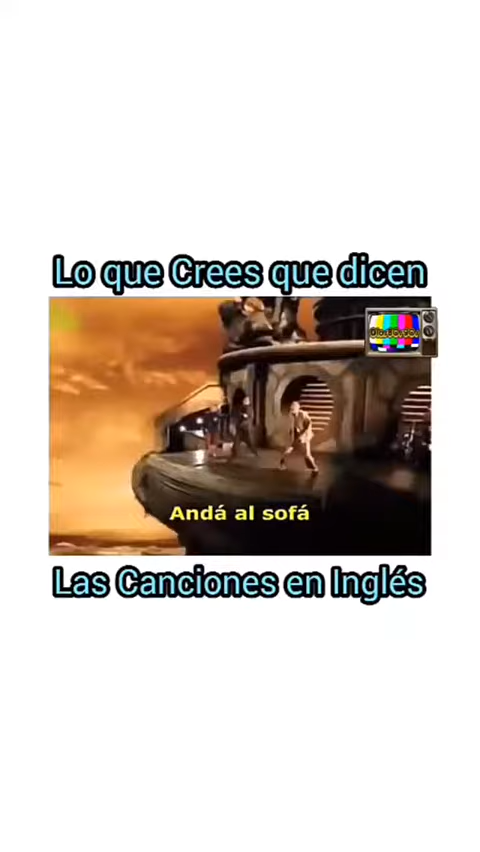 Lo que Crees que dicen
Andá al sofá
Las Canciones en Inglés